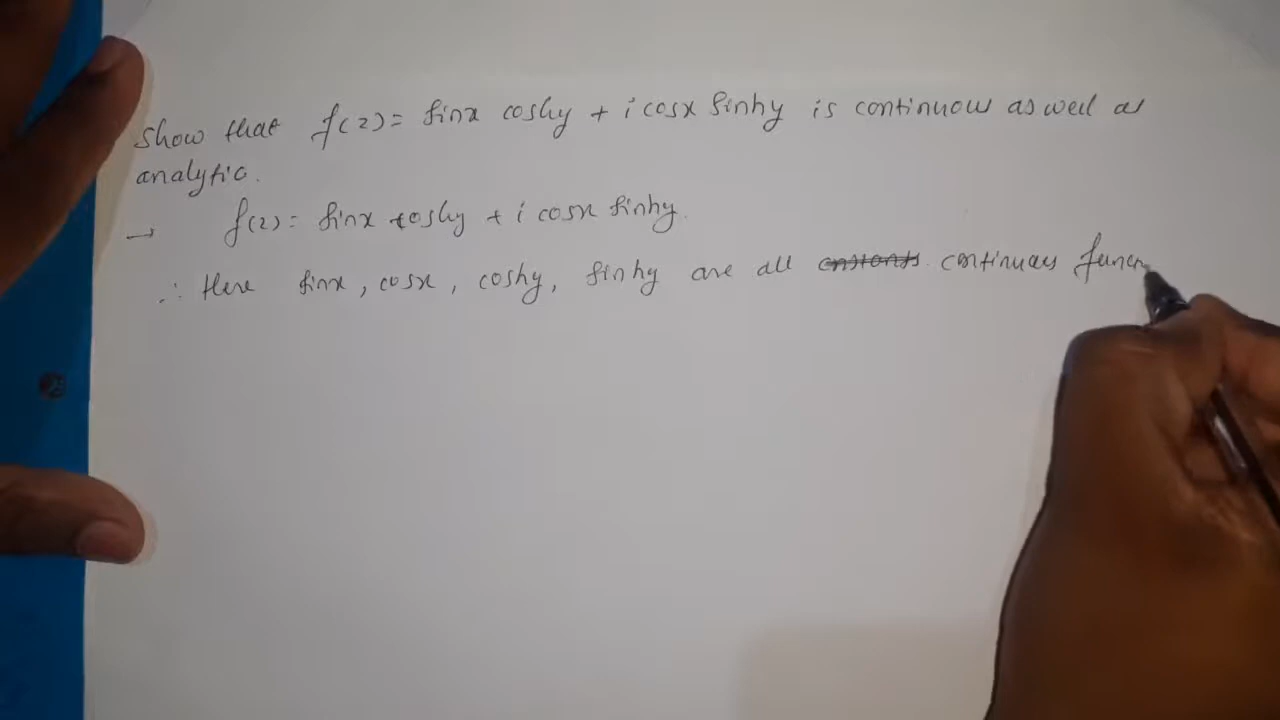 Show that f(z) = sinx coshy + i cosx sinhy is continuous as well as
analytic.
→ f(z) = sinx coshy + i cosx sinhy.
∴ Here sinx, cosx, coshy, sinhy are all constants continuous func